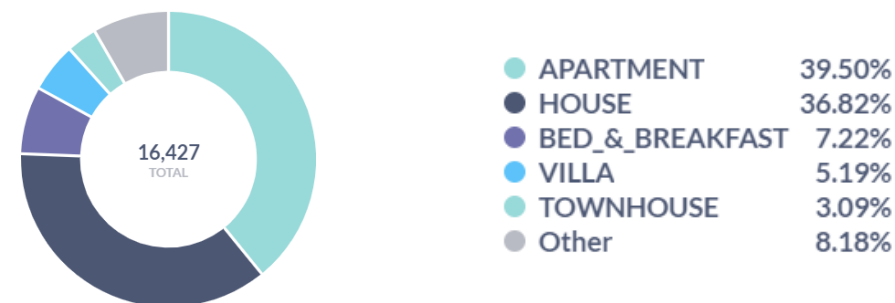 16,427
TOTAL
APARTMENT 39.50%
HOUSE 36.82%
BED_&_BREAKFAST 7.22%
VILLA 5.19%
TOWNHOUSE 3.09%
Other 8.18%